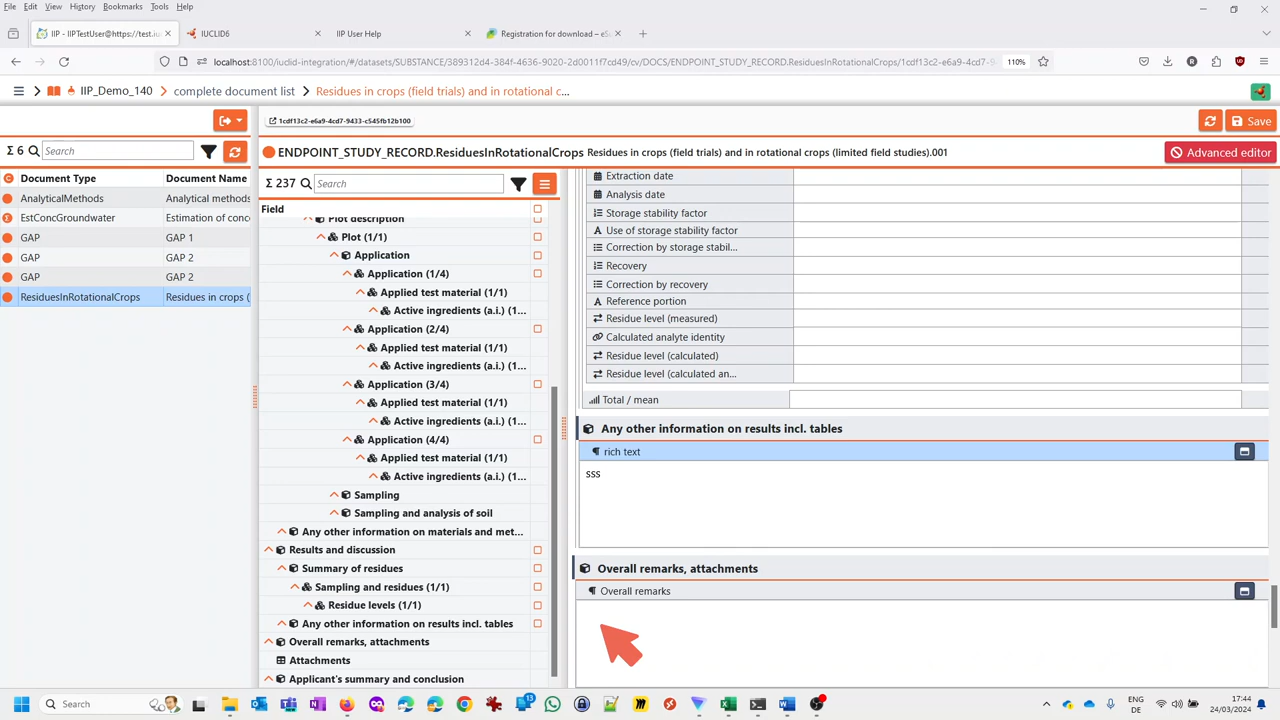 File Edit View History Bookmarks Tools Help
IIP - IIPTestUser@https://test.iu
IUCLID6
IIP User Help
Registration for download – eS
localhost:8100/iuclid-integration/#/datasets/SUBSTANCE/389312d4-384f-4636-9020-2d0011f7cd49/cv/DOCS/ENDPOINT_STUDY_RECORD.ResiduesInRotationalCrops/1cdf13c2-e6a9-4cd7-9
110%
IIP_Demo_140
complete document list
Residues in crops (field trials) and in rotational c...
1cdf13c2-e6a9-4cd7-9433-c545fb12b100
Save
Σ 6
Search
ENDPOINT_STUDY_RECORD.ResiduesInRotationalCrops Residues in crops (field trials) and in rotational crops (limited field studies).001
Advanced editor
Document Type Document Name
AnalyticalMethods Analytical methods
EstConcGroundwater Estimation of conc
GAP GAP 1
GAP GAP 2
GAP GAP 2
ResiduesInRotationalCrops Residues in crops (
Σ 237
Search
Field
Plot description
Plot (1/1)
Application
Application (1/4)
Applied test material (1/1)
Active ingredients (a.i.) (1...
Application (2/4)
Applied test material (1/1)
Active ingredients (a.i.) (1...
Application (3/4)
Applied test material (1/1)
Active ingredients (a.i.) (1...
Application (4/4)
Applied test material (1/1)
Active ingredients (a.i.) (1...
Sampling
Sampling and analysis of soil
Any other information on materials and met...
Results and discussion
Summary of residues
Sampling and residues (1/1)
Residue levels (1/1)
Any other information on results incl. tables
Overall remarks, attachments
Attachments
Applicant's summary and conclusion
Extraction date
Analysis date
Storage stability factor
Use of storage stability factor
Correction by storage stabil...
Recovery
Correction by recovery
Reference portion
Residue level (measured)
Calculated analyte identity
Residue level (calculated)
Residue level (calculated an...
Total / mean
Any other information on results incl. tables
rich text
sss
Overall remarks, attachments
Overall remarks
Search
13
ENG
DE
17:44
24/03/2024